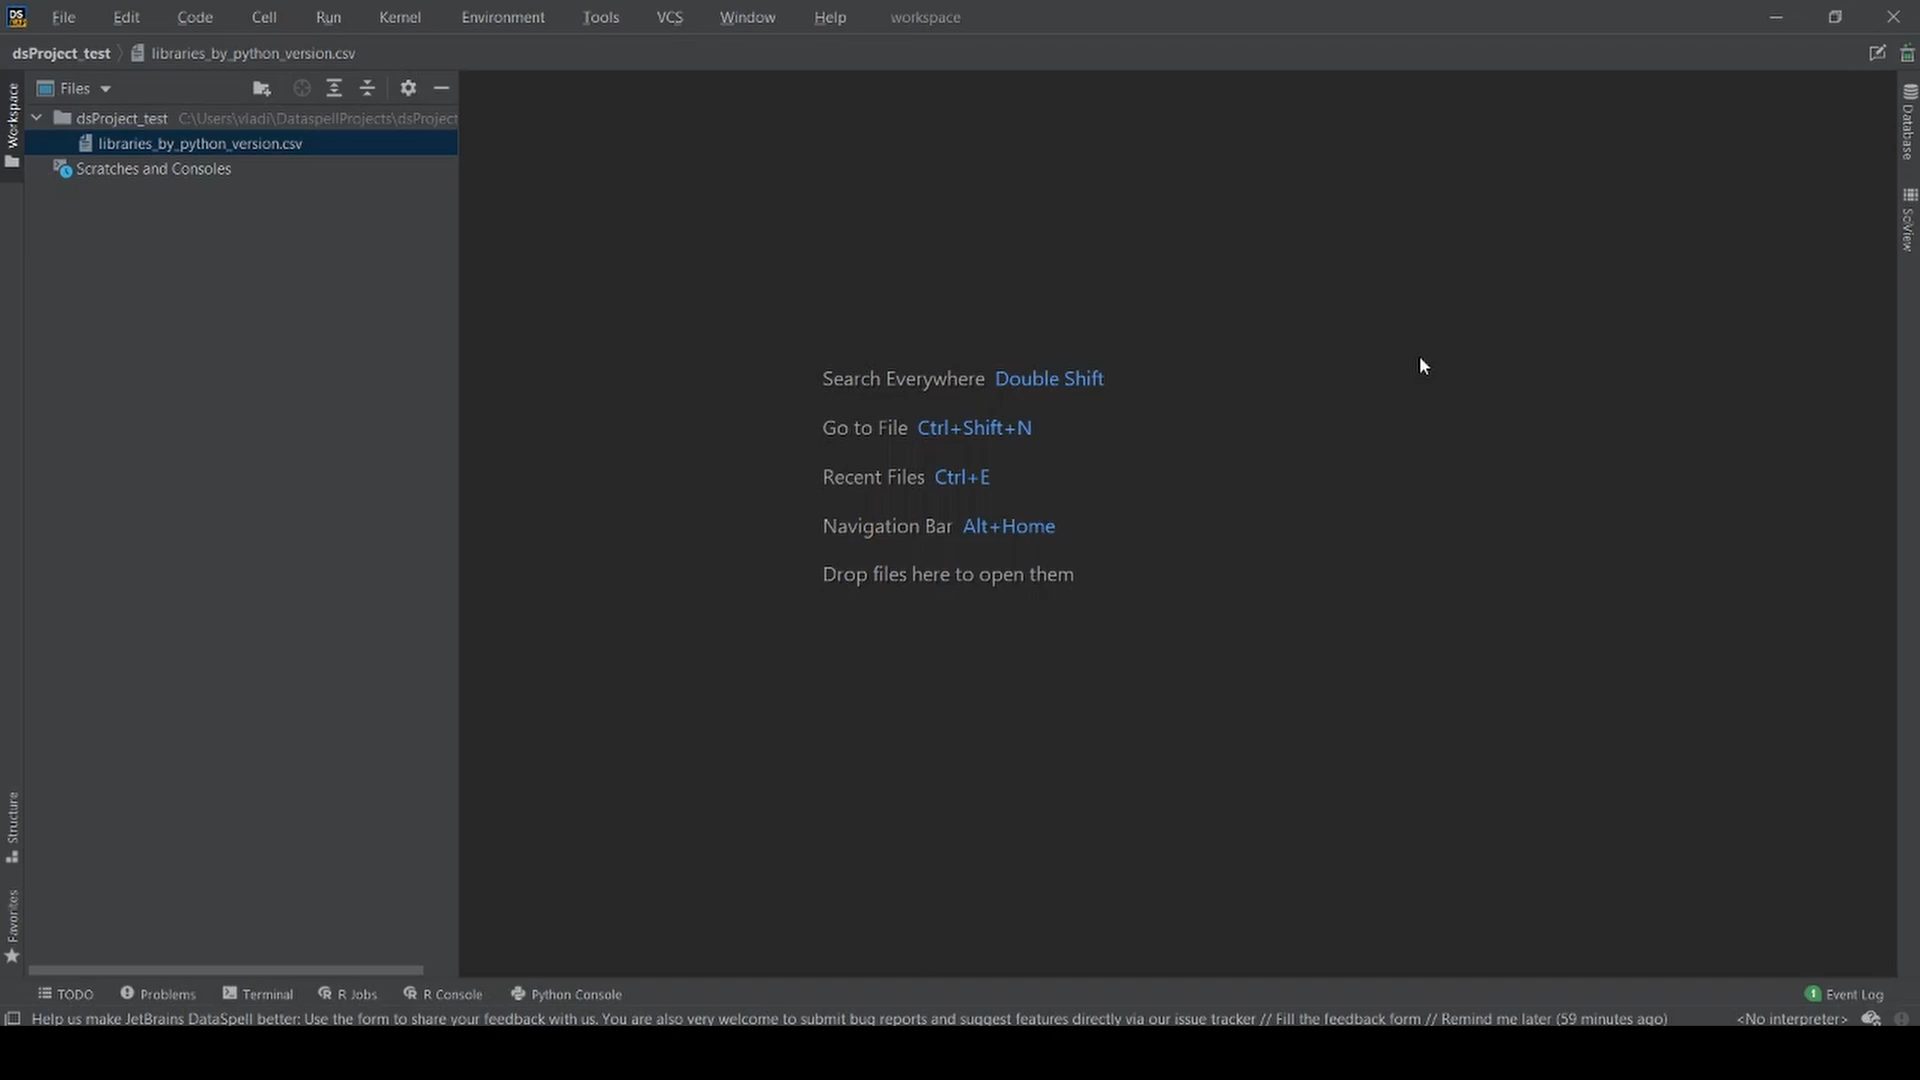 DS File Edit Code Cell Run Kernel Environment Tools VCS Window Help workspace
dsProject_test libraries_by_python_version.csv
Workspace
Files
dsProject_test C:\Users\vladi\DataspellProjects\dsProject
libraries_by_python_version.csv
Scratches and Consoles
Structure
Favorites
Search Everywhere Double Shift
Go to File Ctrl+Shift+N
Recent Files Ctrl+E
Navigation Bar Alt+Home
Drop files here to open them
Database
SciView
TODO Problems Terminal R Jobs R Console Python Console 1 Event Log
Help us make JetBrains DataSpell better: Use the form to share your feedback with us. You are also very welcome to submit bug reports and suggest features directly via our issue tracker // Fill the feedback form // Remind me later (59 minutes ago) <No interpreter>